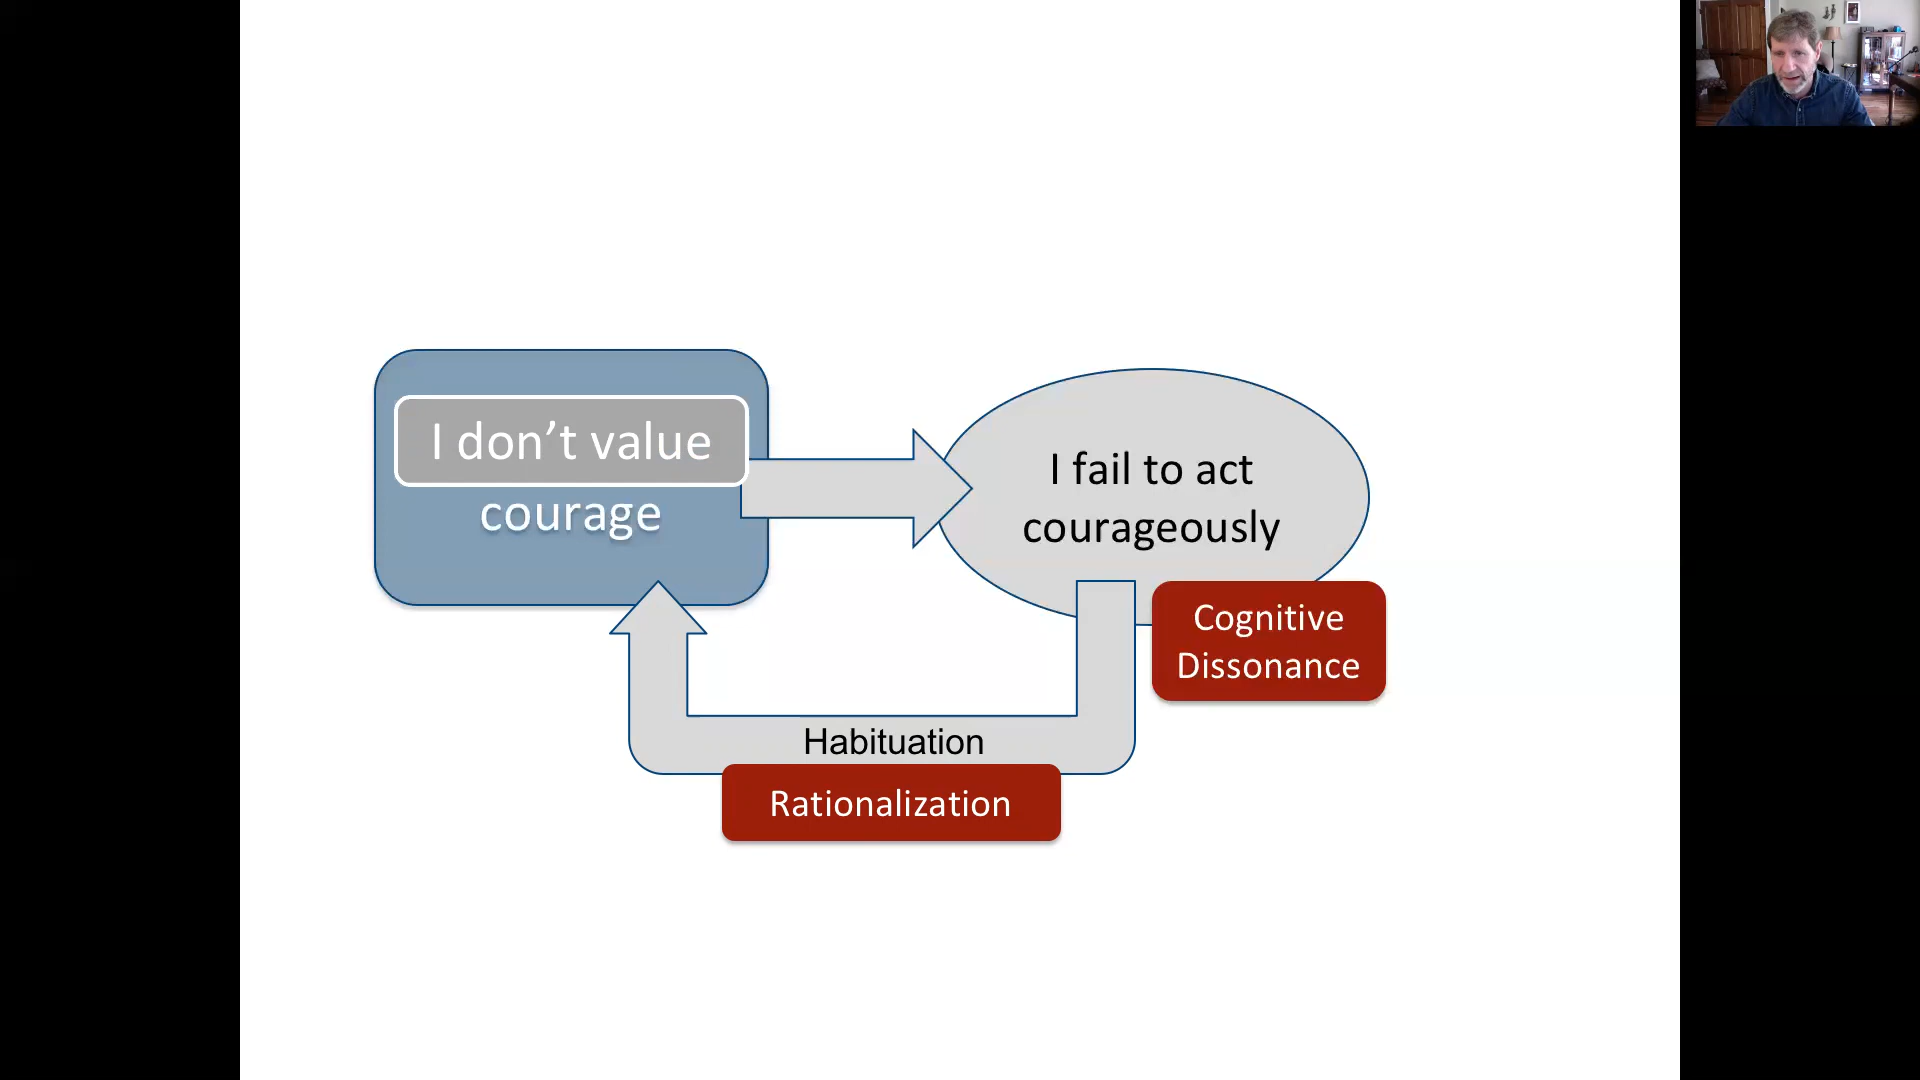 I don’t value
courage
I fail to act
courageously
Cognitive
Dissonance
Habituation
Rationalization